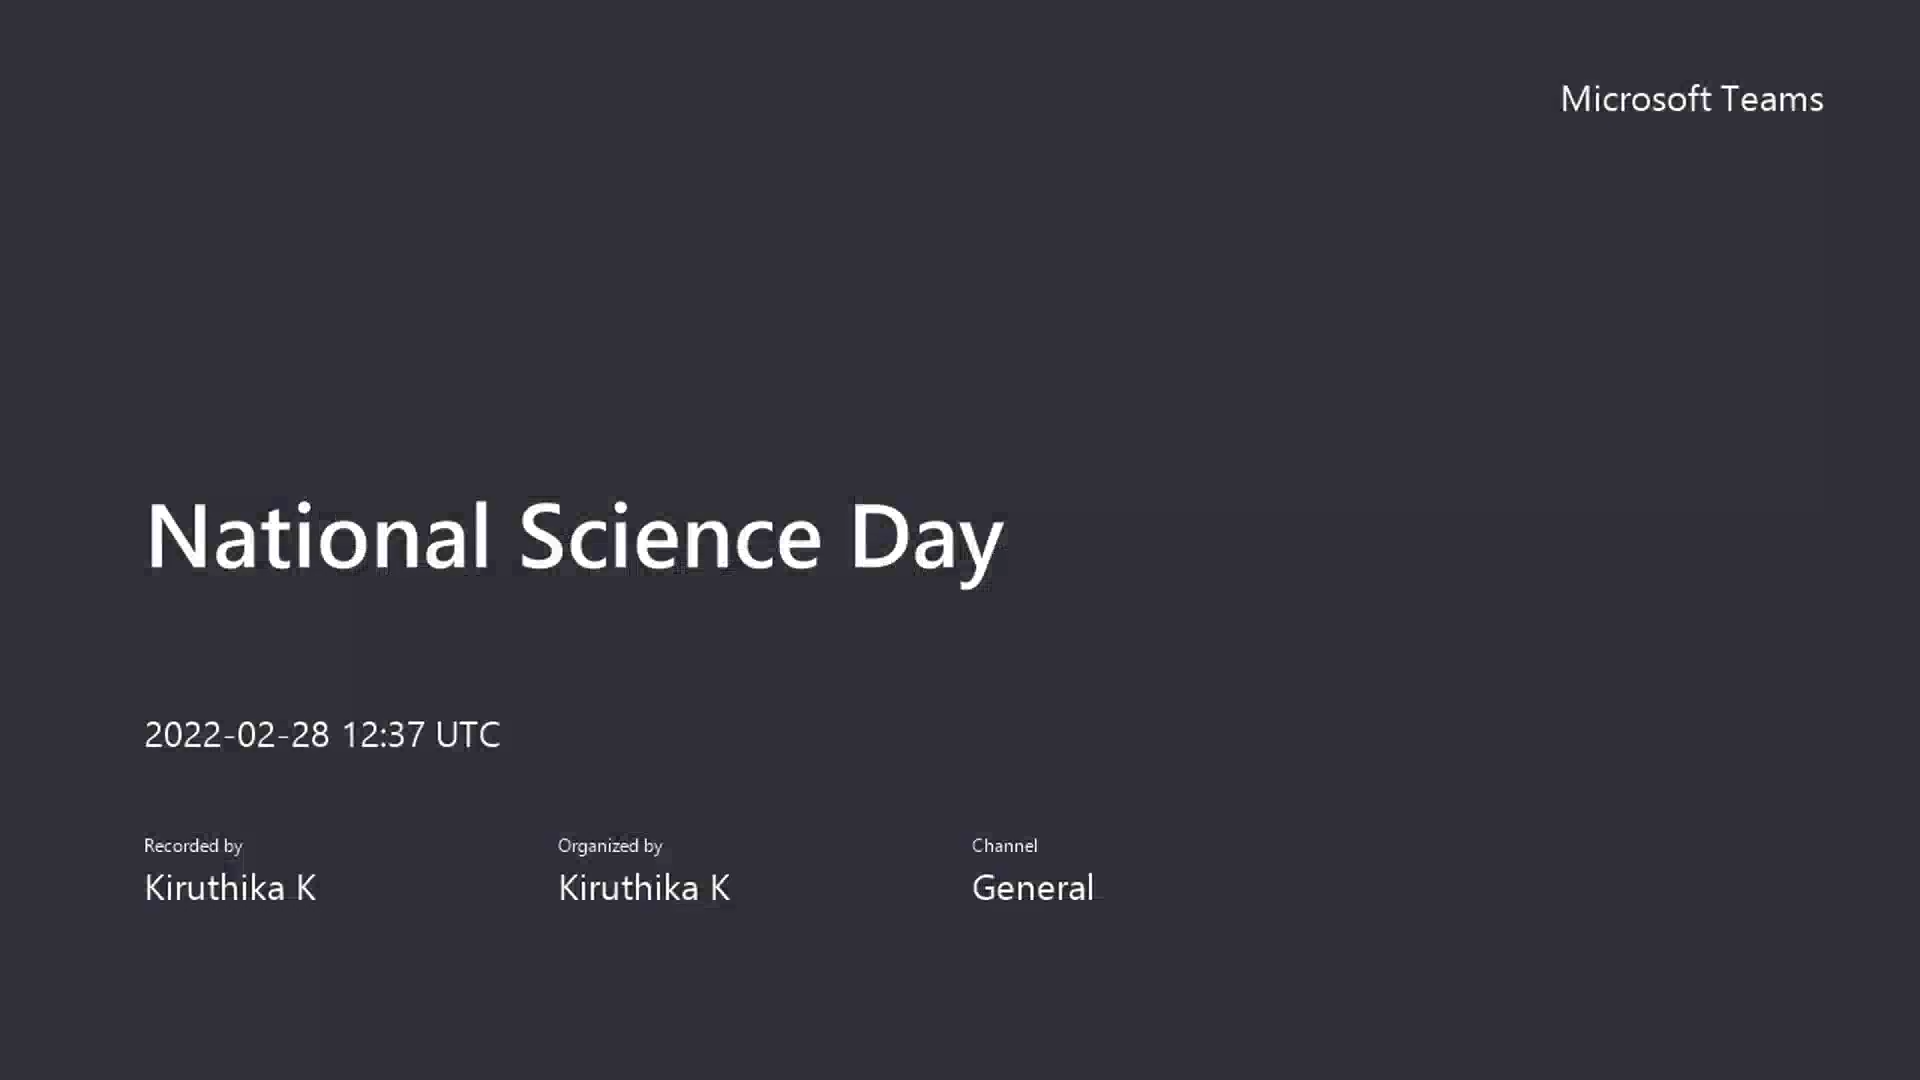 Microsoft Teams
National Science Day
2022-02-28 12:37 UTC
Recorded by
Kiruthika K
Organized by
Kiruthika K
Channel
General